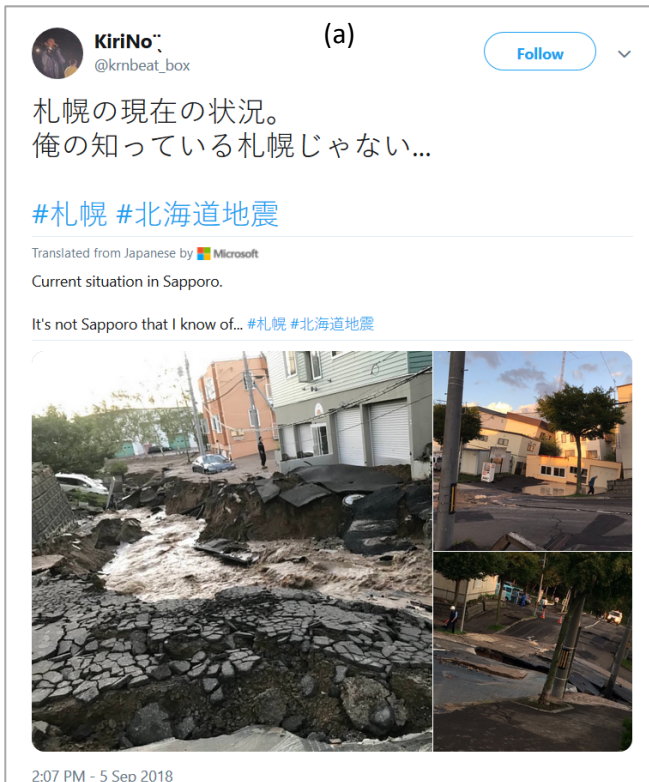 KiriNo¨;
(a)
@krnbeat_box
Follow
札幌の現在の状況。
俺の知っている札幌じゃない...
#札幌 #北海道地震
Translated from Japanese by Microsoft
Current situation in Sapporo.
It's not Sapporo that I know of... #札幌 #北海道地震
2:07 PM - 5 Sep 2018